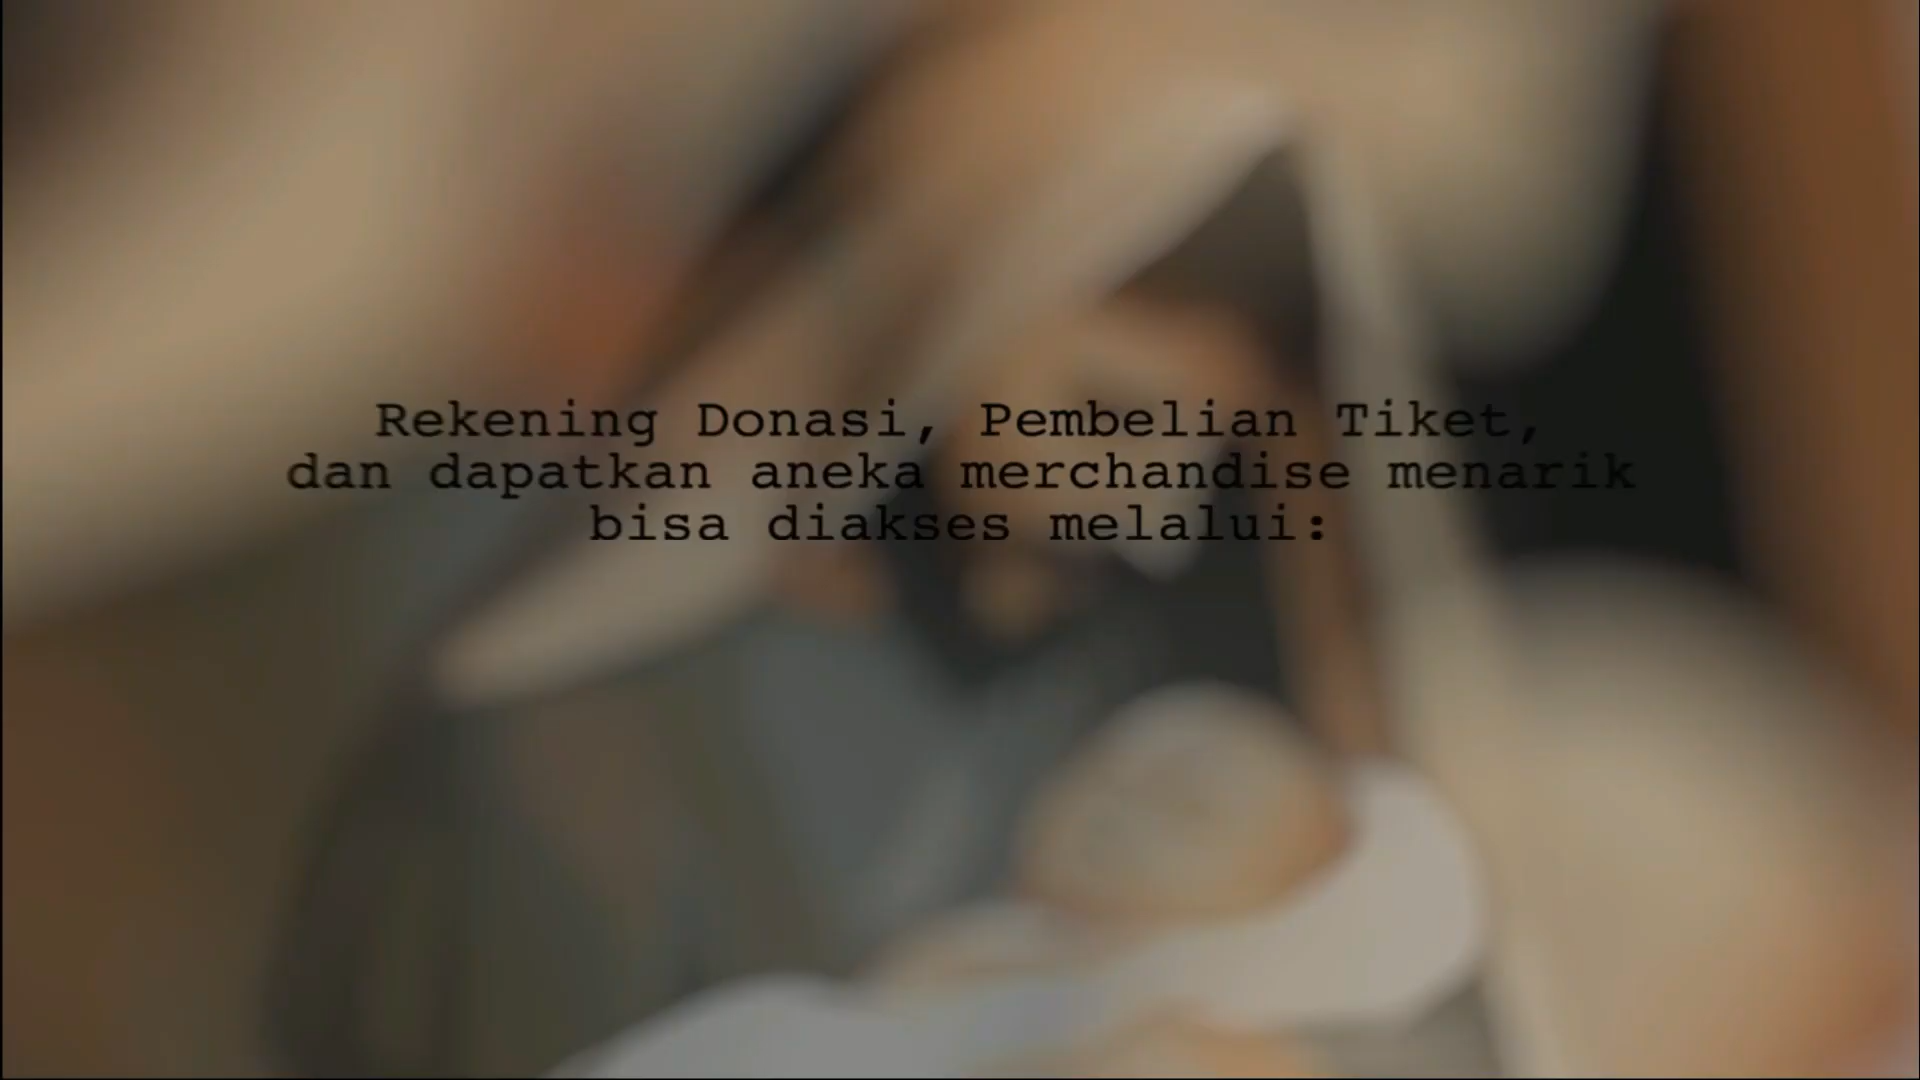 Rekening Donasi, Pembelian Tiket,
dan dapatkan aneka merchandise menarik
bisa diakses melalui: